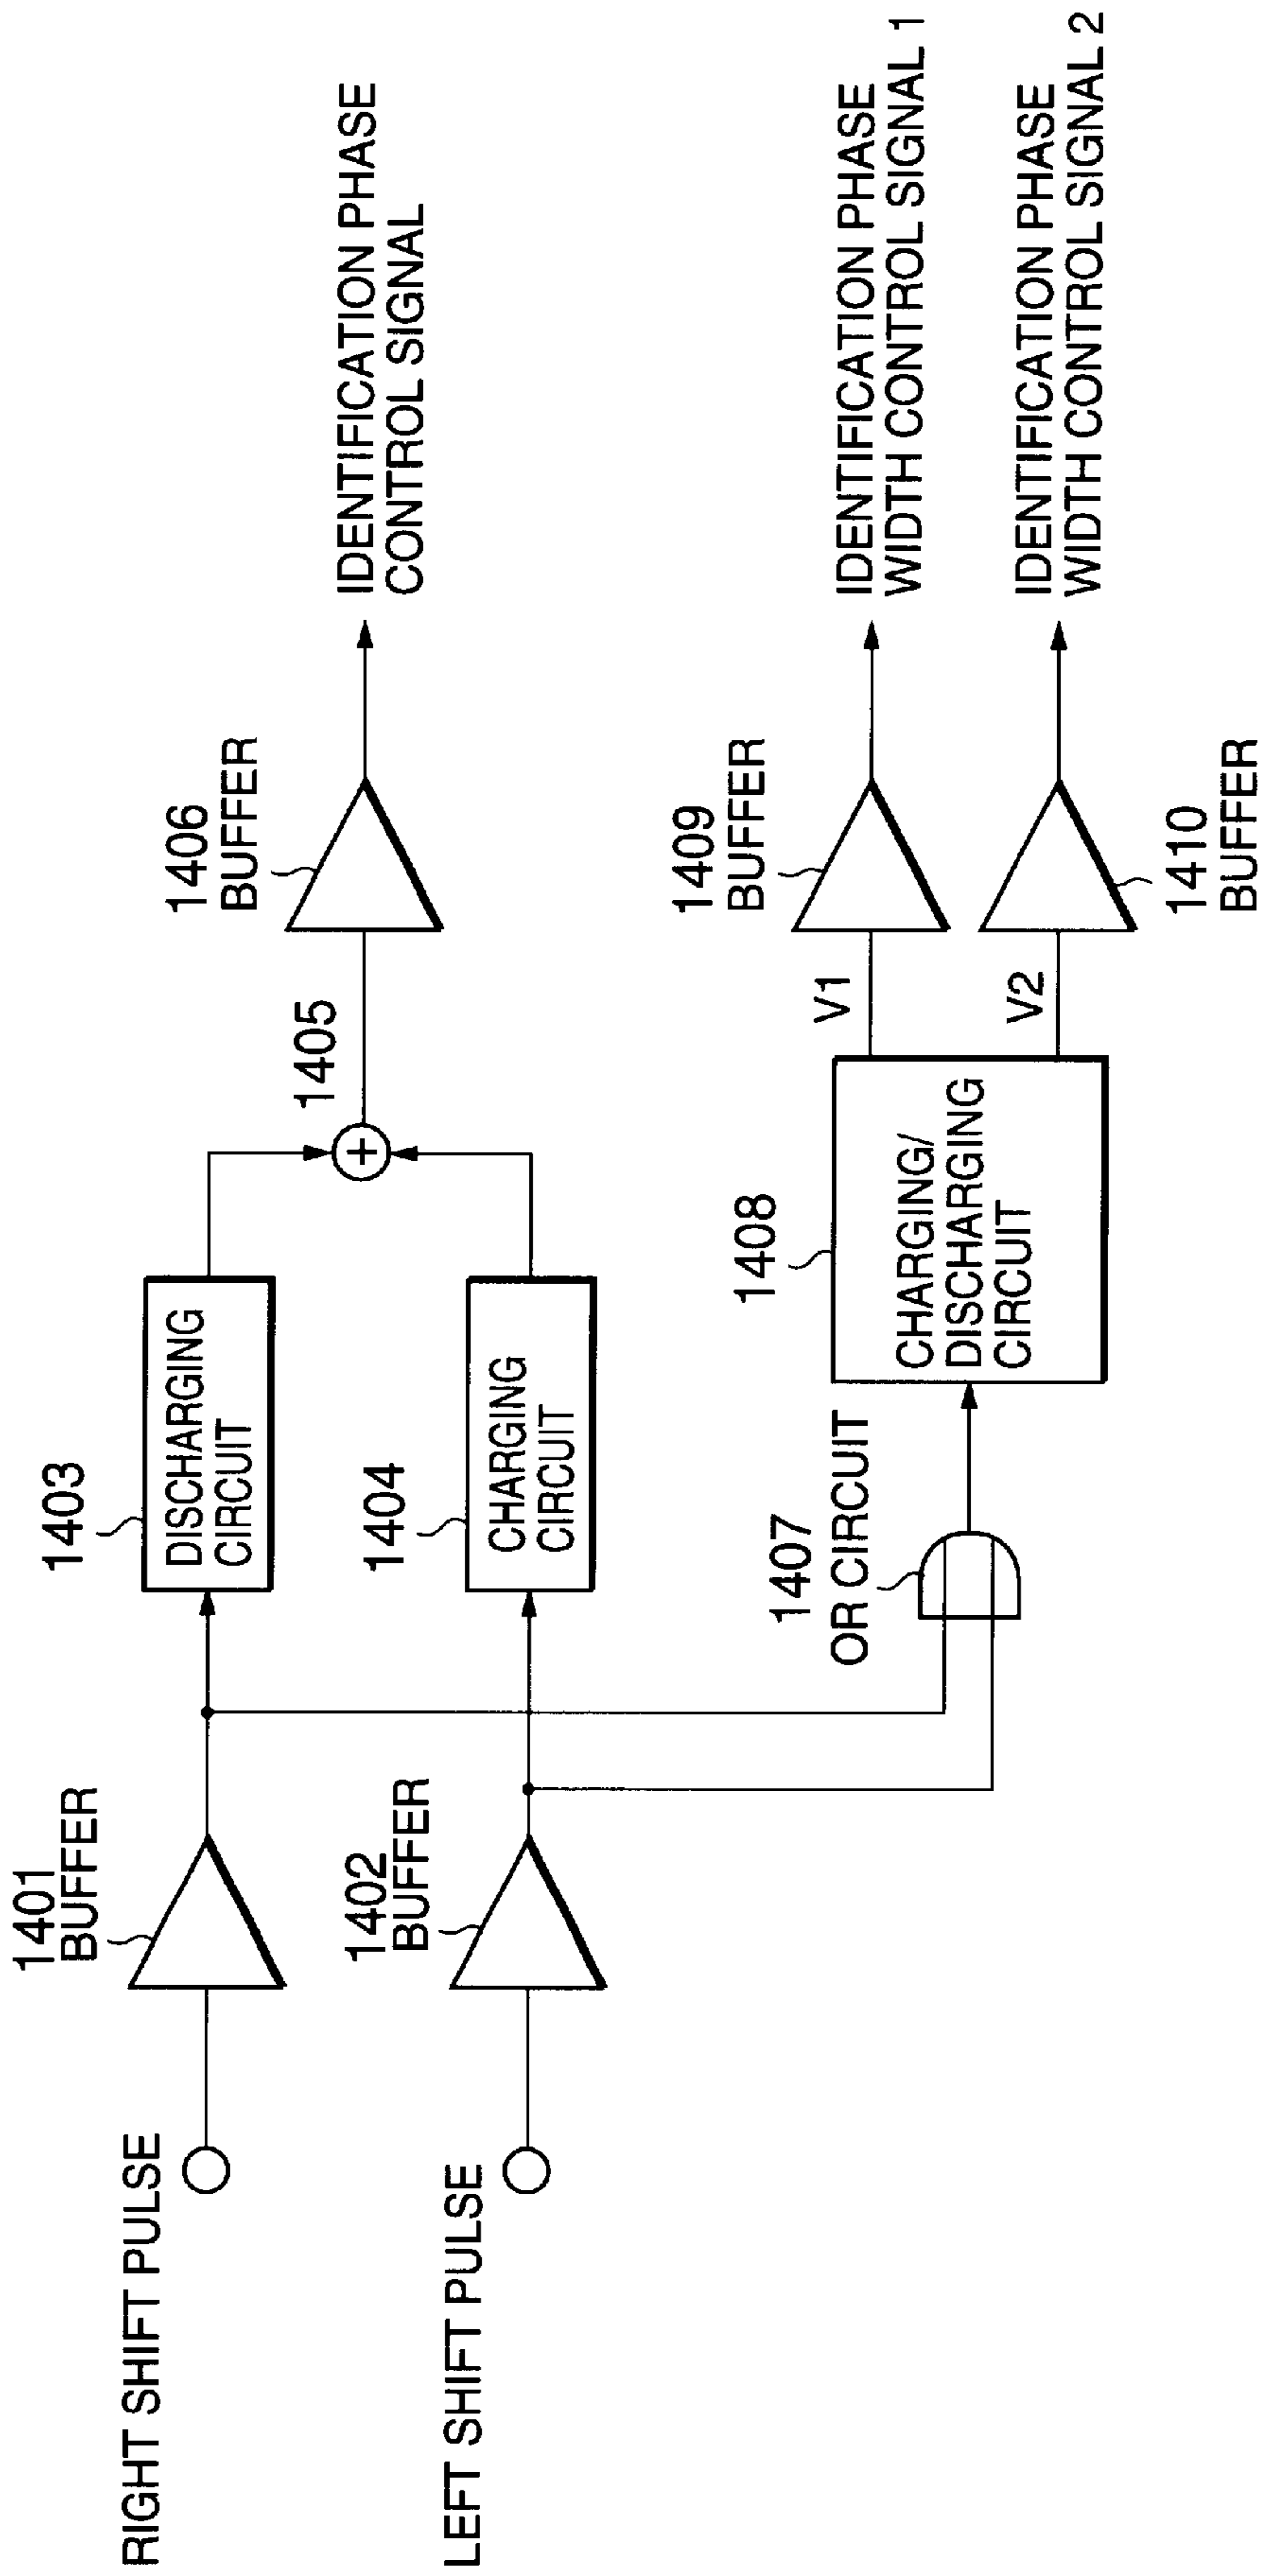 RIGHT SHIFT PULSE
1401
BUFFER
1403
DISCHARGING
CIRCUIT
1405
1406
BUFFER
IDENTIFICATION PHASE
CONTROL SIGNAL
LEFT SHIFT PULSE
1402
BUFFER
1404
CHARGING
CIRCUIT
+
1407
OR CIRCUIT
1408
CHARGING/
DISCHARGING
CIRCUIT
V1
1409
BUFFER
IDENTIFICATION PHASE
WIDTH CONTROL SIGNAL 1
V2
1410
BUFFER
IDENTIFICATION PHASE
WIDTH CONTROL SIGNAL 2